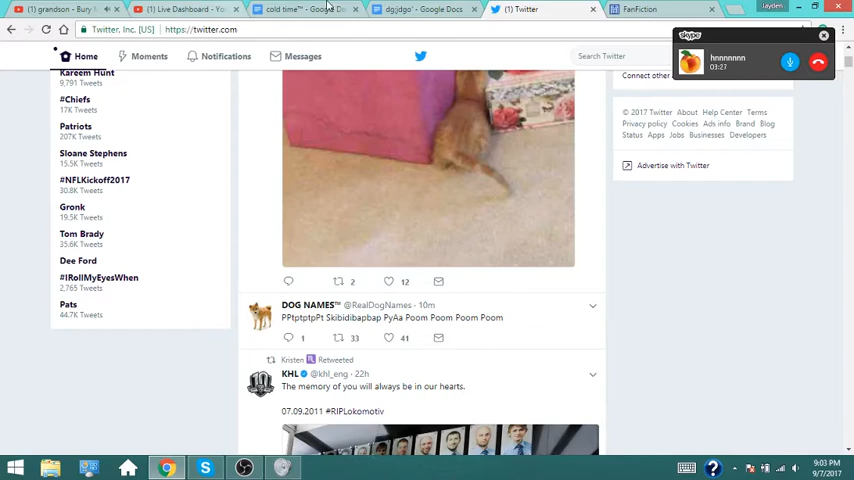 (1) grandson - Bury M
(1) Live Dashboard - You
cold time™ - Google Do
dgjdgo' - Google Docs
(1) Twitter
FanFiction
Jayden
Twitter, Inc. [US]
https://twitter.com
Home
Moments
Notifications
Messages
Search Twitter
skype
hnnnnnnn
03:27
Kareem Hunt
9,791 Tweets
#Chiefs
17K Tweets
Patriots
207K Tweets
Sloane Stephens
15.5K Tweets
#NFLKickoff2017
30.8K Tweets
Gronk
19.5K Tweets
Tom Brady
35.6K Tweets
Dee Ford
#IRollMyEyesWhen
2,765 Tweets
Pats
44.7K Tweets
2
12
DOG NAMES™ @RealDogNames · 10m
PPtptptpPt Skibidibapbap PyAa Poom Poom Poom Poom
1
33
41
Kristen Retweeted
KHL @khl_eng · 22h
The memory of you will always be in our hearts.
07.09.2011 #RIPLokomotiv
Connect other
© 2017 Twitter About Help Center Terms
Privacy policy Cookies Ads info Brand Blog
Status Apps Jobs Businesses Developers
Advertise with Twitter
9:03 PM
9/7/2017